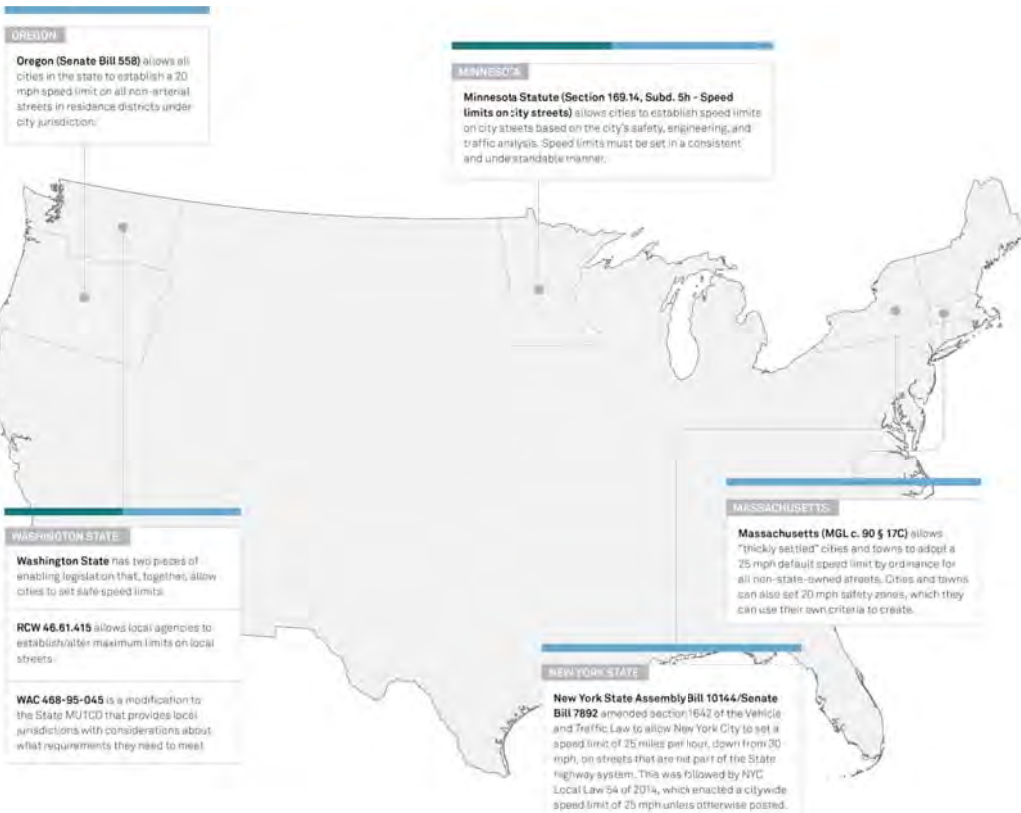 OREGON
Oregon (Senate Bill 558) allows all
cities in the state to establish a 20
mph speed limit on all non-arterial
streets in residence districts under
city jurisdiction.
MINNESOTA
Minnesota Statute (Section 169.14, Subd. 5h - Speed
limits on city streets) allows cities to establish speed limits
on city streets based on the city's safety, engineering, and
traffic analysis. Speed limits must be set in a consistent
and understandable manner.
WASHINGTON STATE
Washington State has two pieces of
enabling legislation that, together, allow
cities to set safe speed limits.
RCW 46.61.415 allows local agencies to
establish/alter maximum limits on local
streets
WAC 468-95-045 is a modification to
the State MUTCD that provides local
jurisdictions with considerations about
what requirements they need to meet
MASSACHUSETTS
Massachusetts (MGL c. 90 § 17C) allows
"thickly settled" cities and towns to adopt a
25 mph default speed limit by ordinance for
all non-state-owned streets. Cities and towns
can also set 20 mph safety zones, which they
can use their own criteria to create.
NEW YORK STATE
New York State Assembly Bill 10144/Senate
Bill 7892 amended section 1642 of the Vehicle
and Traffic Law to allow New York City to set a
speed limit of 25 miles per hour, down from 30
mph, on streets that are not part of the State
highway system. This was followed by NYC
Local Law 54 of 2014, which enacted a citywide
speed limit of 25 mph unless otherwise posted.